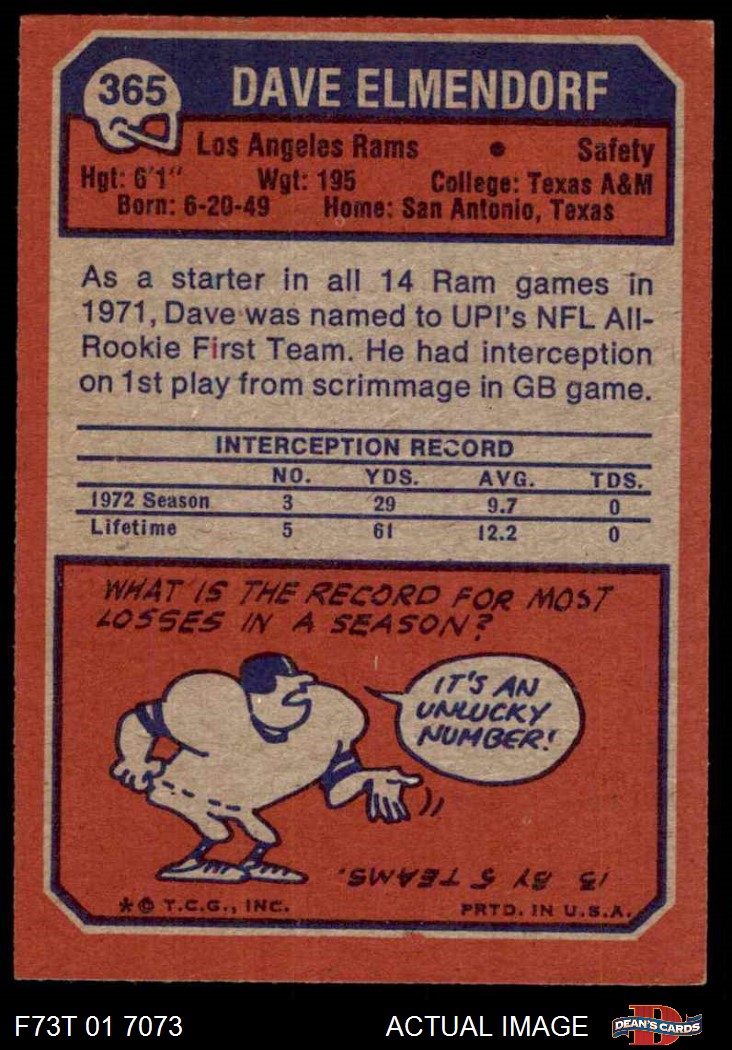 365
DAVE ELMENDORF
Los Angeles Rams • Safety
Hgt: 6'1" Wgt: 195 College: Texas A&M
Born: 6-20-49 Home: San Antonio, Texas
As a starter in all 14 Ram games in
1971, Dave was named to UPI's NFL All-
Rookie First Team. He had interception
on 1st play from scrimmage in GB game.
INTERCEPTION RECORD
NO. YDS. AVG. TDS.
1972 Season 3 29 9.7 0
Lifetime 5 61 12.2 0
WHAT IS THE RECORD FOR MOST
LOSSES IN A SEASON?
IT'S AN
UNLUCKY
NUMBER!
13 BY 5 TEAMS.
* © T.C.G., INC. PRTD. IN U.S.A.
F73T 01 7073 ACTUAL IMAGE
D
DEAN'S CARDS